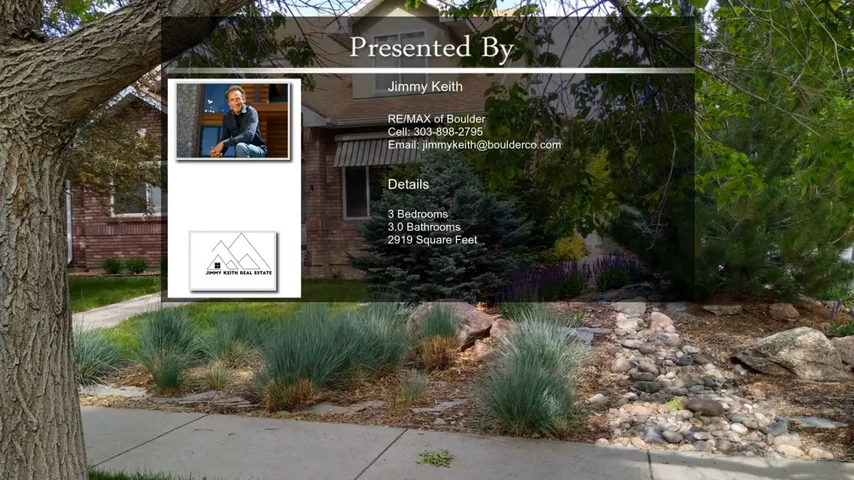 Presented By
Jimmy Keith
RE/MAX of Boulder
Cell: 303-898-2795
Email: jimmykeith@boulderco.com
Details
3 Bedrooms
3.0 Bathrooms
2919 Square Feet
JIMMY KEITH REAL ESTATE